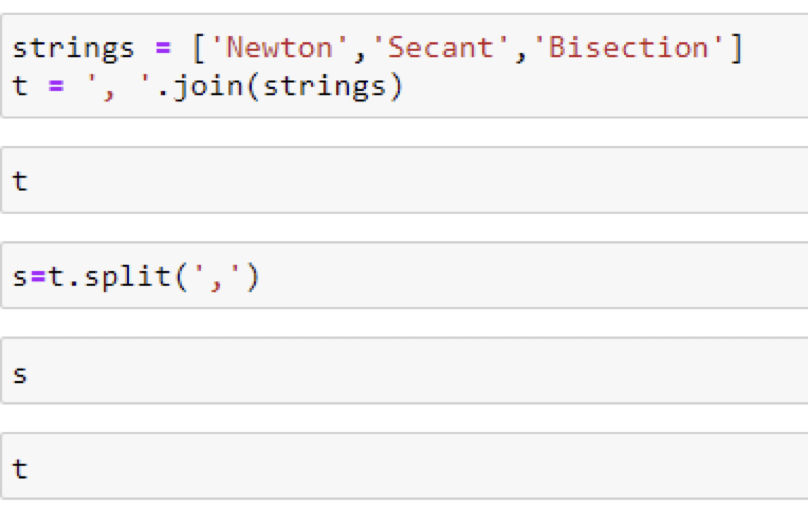 strings = ['Newton','Secant','Bisection']
t = ', '.join(strings)
t
s=t.split(',')
s
t